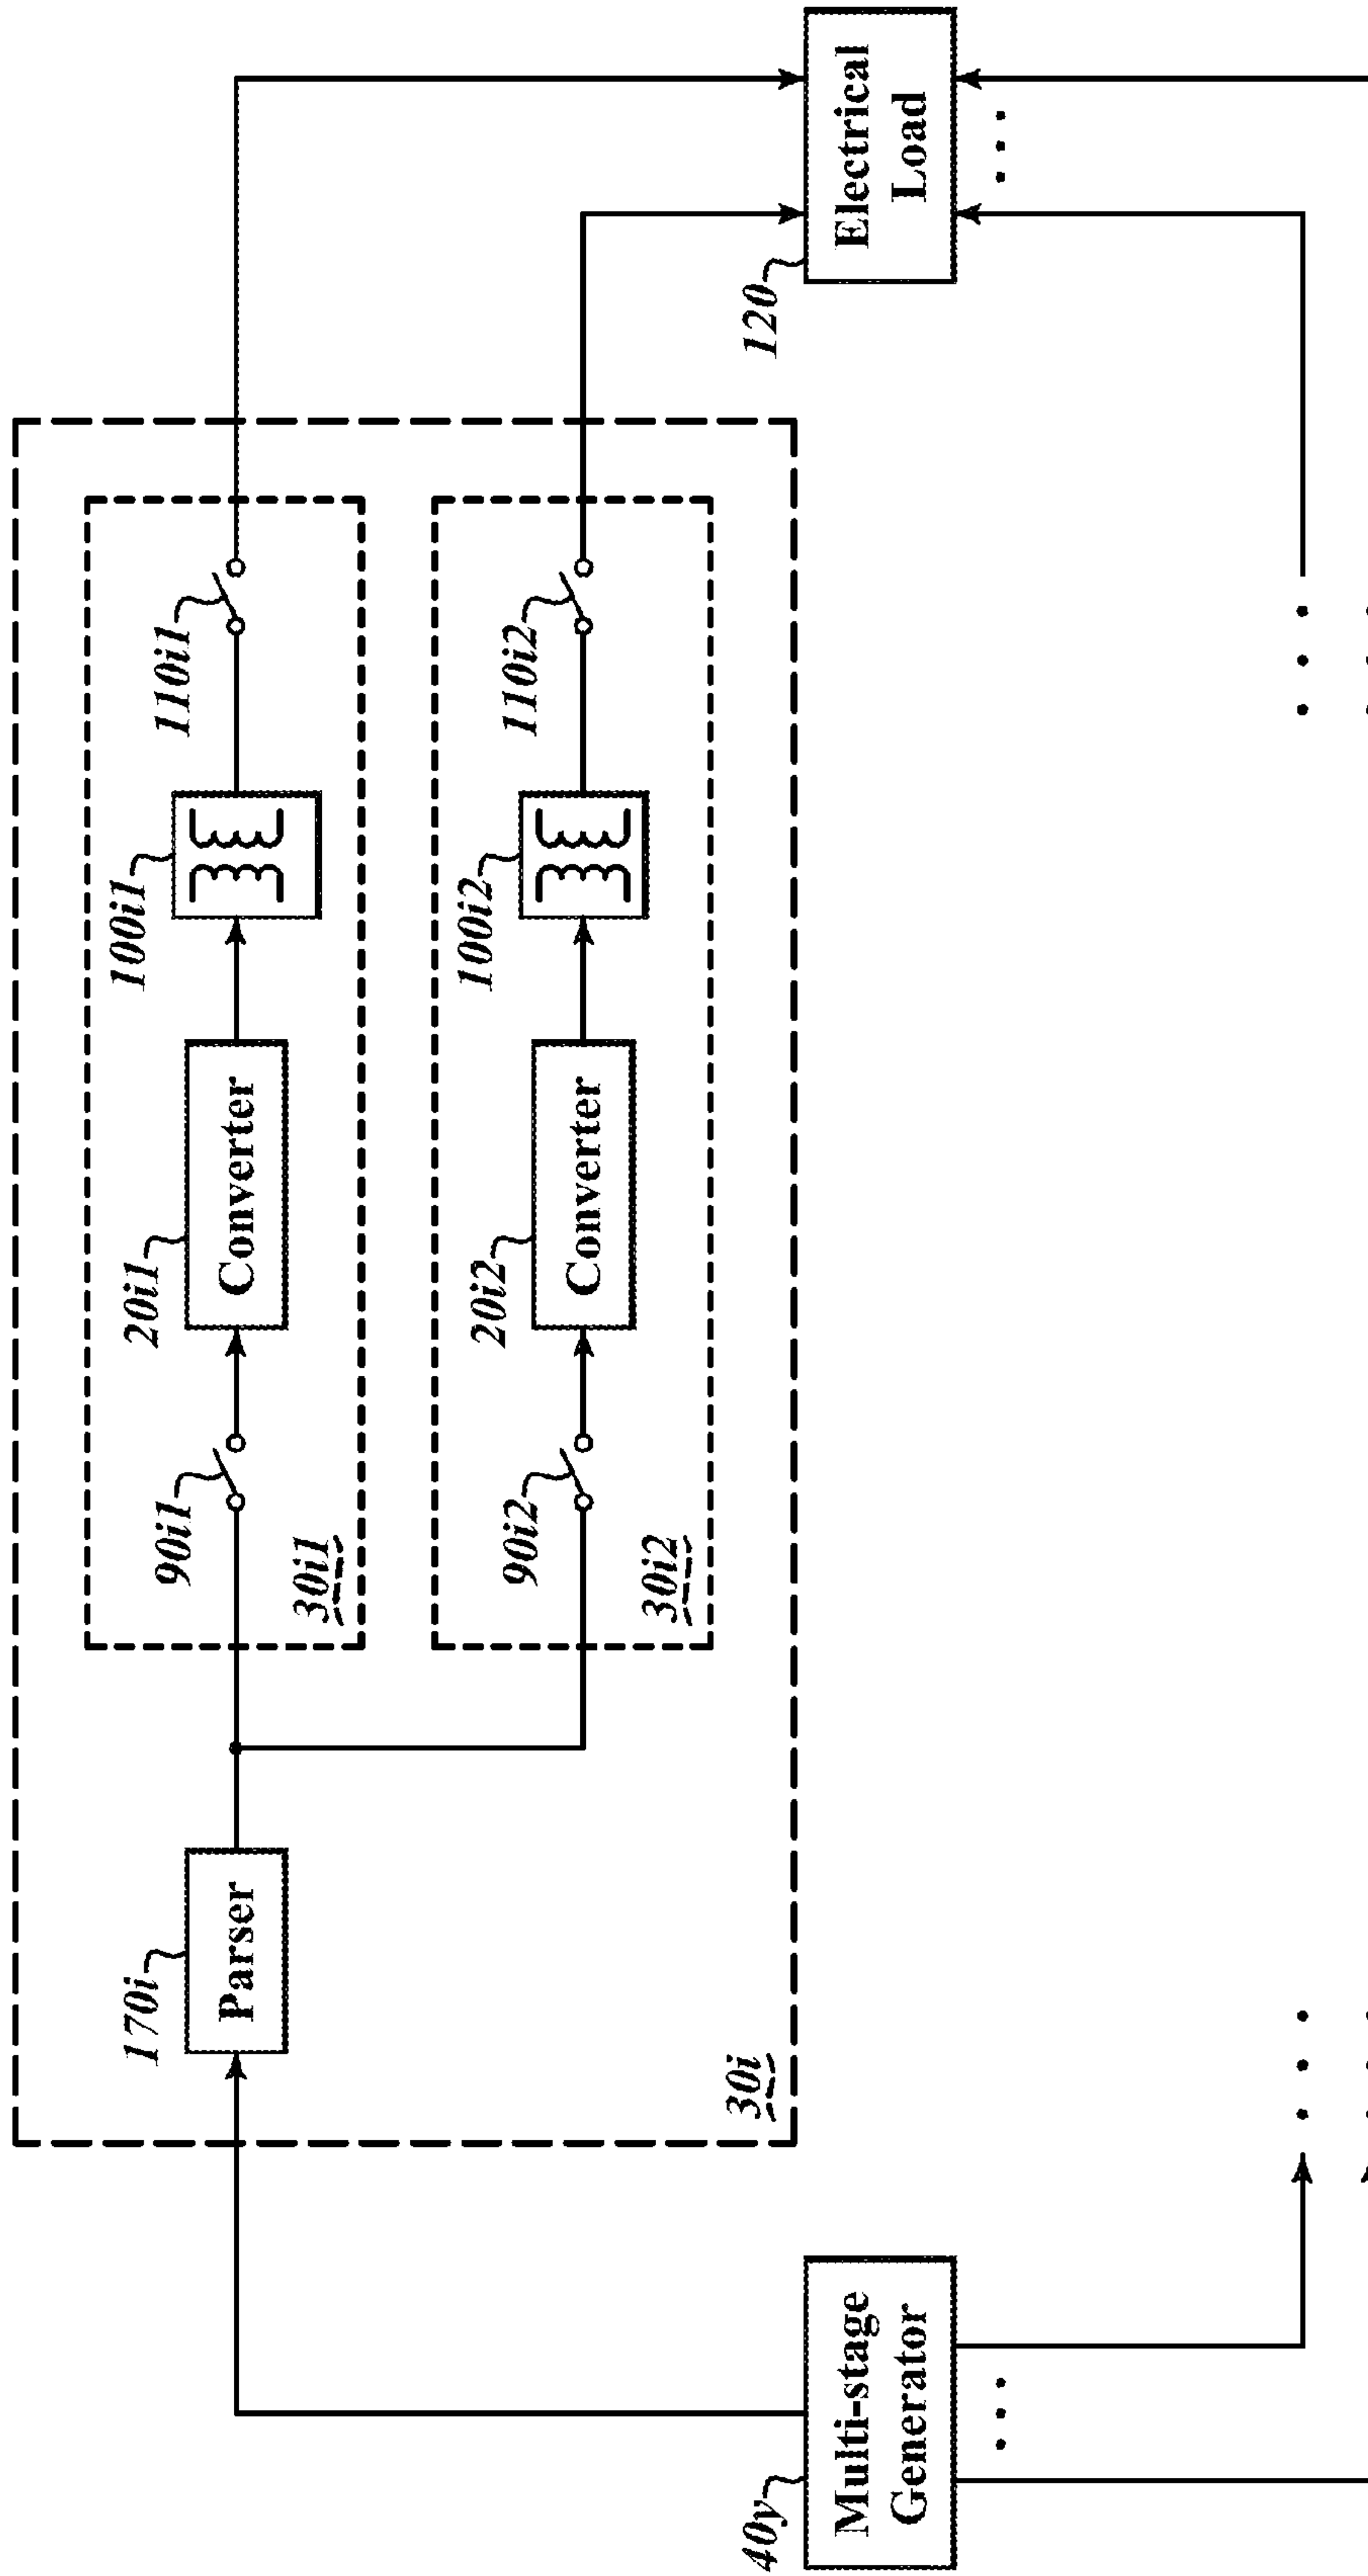 170i
Parser
90i1
20i1
Converter
100i1
110i1
30i1
90i2
20i2
Converter
100i2
110i2
30i2
30i
40y
Multi-stage
Generator
120
Electrical
Load